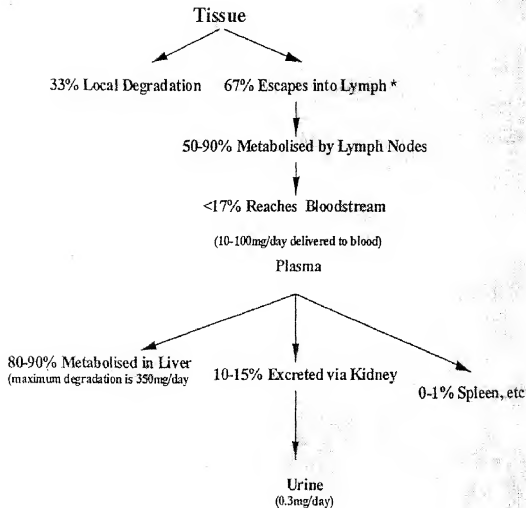 Tissue
33% Local Degradation
67% Escapes into Lymph *
50-90% Metabolised by Lymph Nodes
<17% Reaches Bloodstream
(10-100mg/day delivered to blood)
Plasma
80-90% Metabolised in Liver
(maximum degradation is 350mg/day
10-15% Excreted via Kidney
0-1% Spleen, etc
Urine
(0.3mg/day)